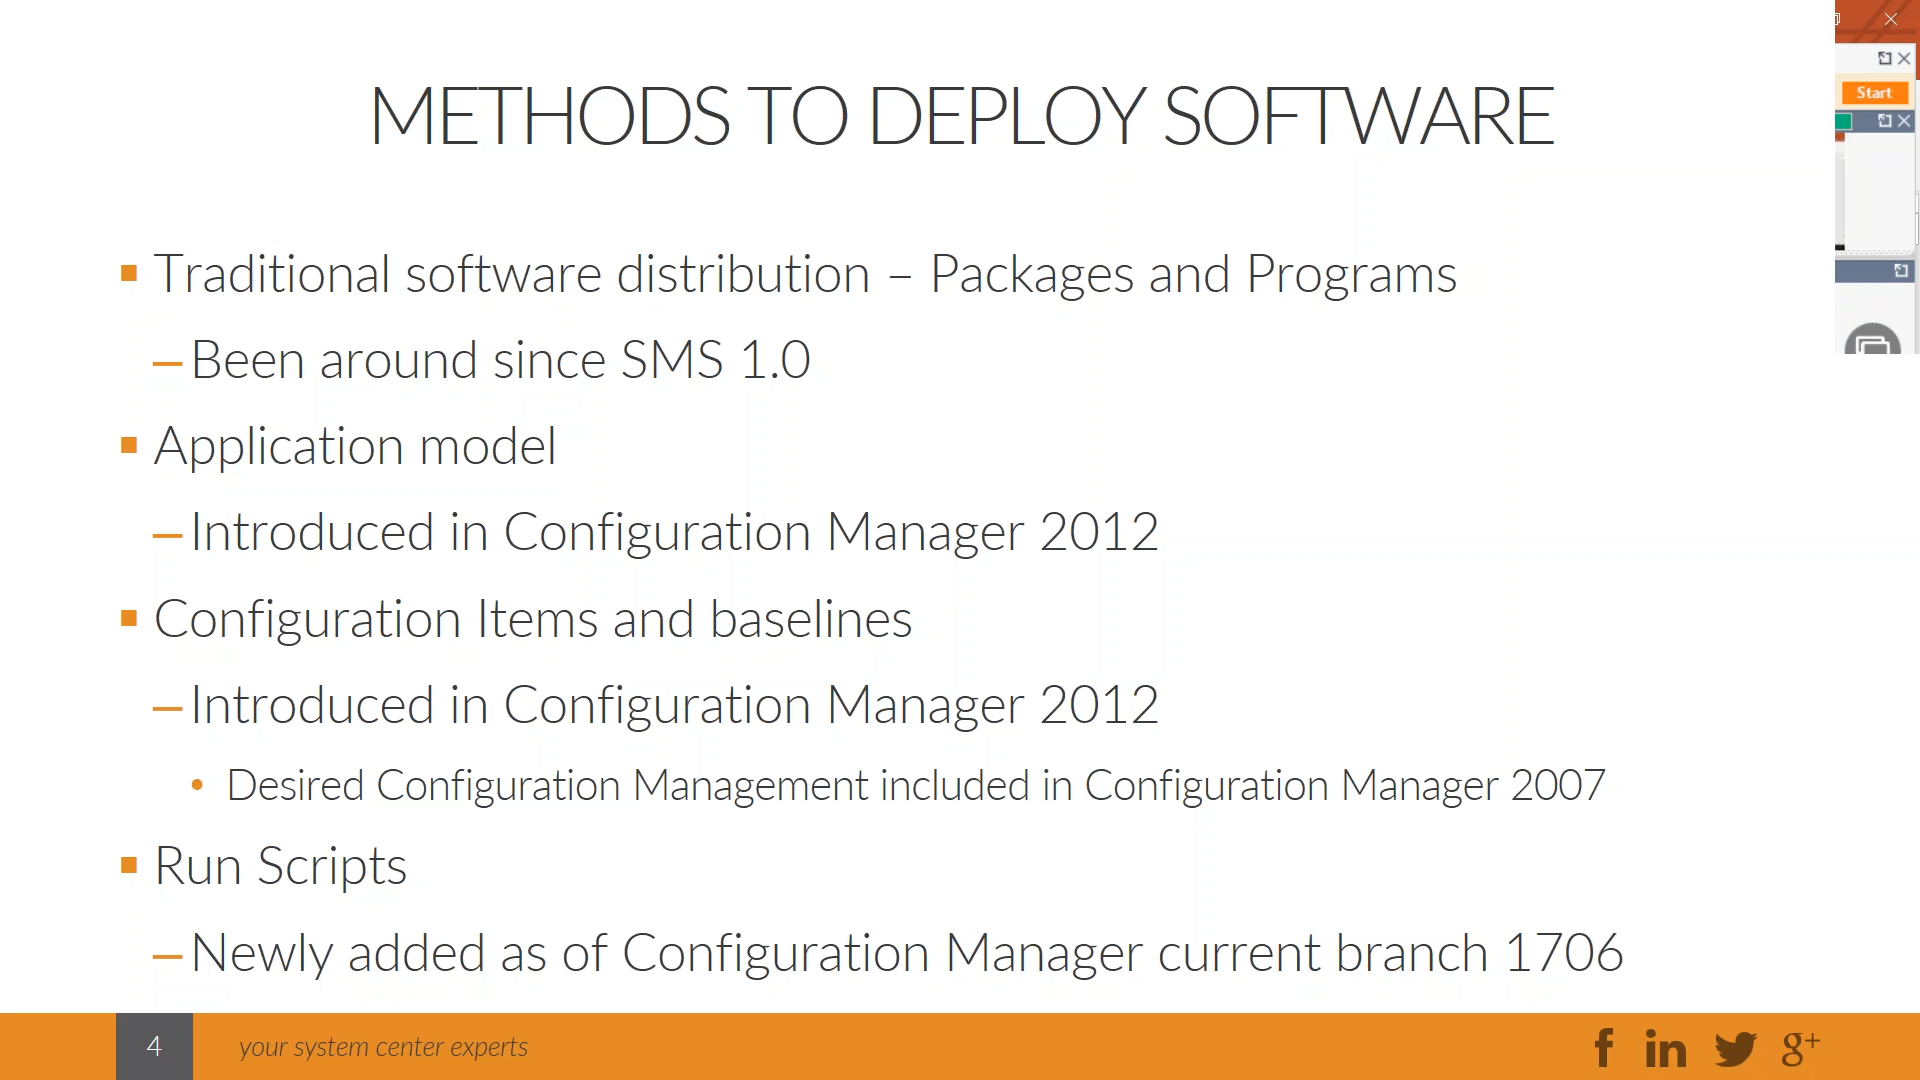 METHODS TO DEPLOY SOFTWARE
Start
Traditional software distribution – Packages and Programs
Been around since SMS 1.0
Application model
Introduced in Configuration Manager 2012
Configuration Items and baselines
Introduced in Configuration Manager 2012
Desired Configuration Management included in Configuration Manager 2007
Run Scripts
Newly added as of Configuration Manager current branch 1706
4 your system center experts